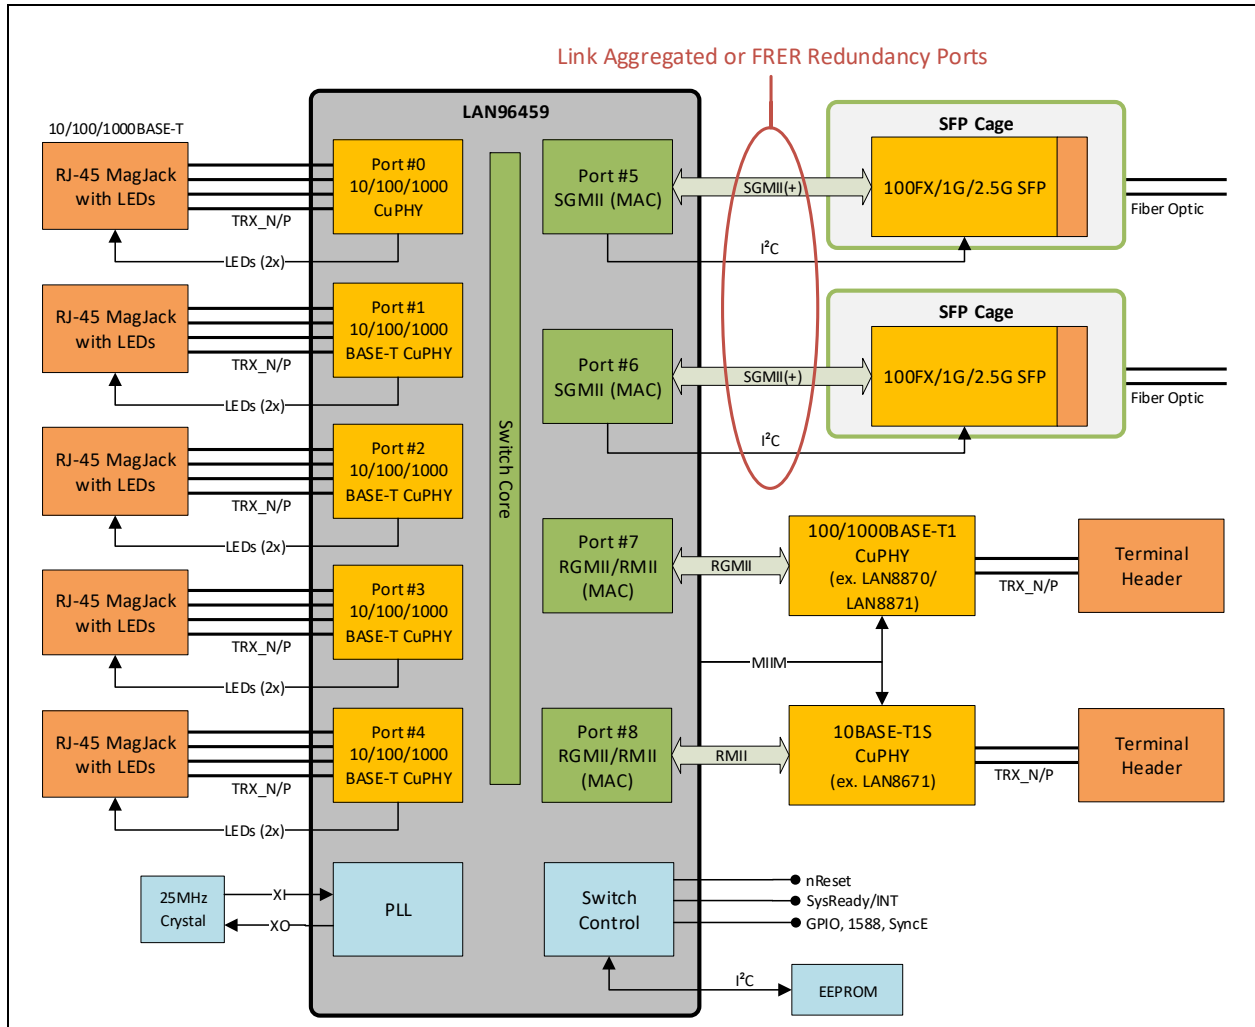 Link Aggregated or FRER Redundancy Ports
LAN96459
10/100/1000BASE-T
RJ-45 MagJack
with LEDs
TRX_N/P
LEDs (2x)
Port #0
10/100/1000
CuPHY
RJ-45 MagJack
with LEDs
TRX_N/P
LEDs (2x)
Port #1
10/100/1000
BASE-T CuPHY
RJ-45 MagJack
with LEDs
TRX_N/P
LEDs (2x)
Port #2
10/100/1000
BASE-T CuPHY
RJ-45 MagJack
with LEDs
TRX_N/P
LEDs (2x)
Port #3
10/100/1000
BASE-T CuPHY
RJ-45 MagJack
with LEDs
TRX_N/P
LEDs (2x)
Port #4
10/100/1000
BASE-T CuPHY
Switch Core
Port #5
SGMII (MAC)
SGMII(+)
I²C
SFP Cage
100FX/1G/2.5G SFP
Fiber Optic
Port #6
SGMII (MAC)
SGMII(+)
I²C
SFP Cage
100FX/1G/2.5G SFP
Fiber Optic
Port #7
RGMII/RMII
(MAC)
RGMII
100/1000BASE-T1
CuPHY
(ex. LAN8870/
LAN8871)
TRX_N/P
Terminal
Header
MIIM
Port #8
RGMII/RMII
(MAC)
RMII
10BASE-T1S
CuPHY
(ex. LAN8671)
TRX_N/P
Terminal
Header
25MHz
Crystal
XI
XO
PLL
Switch
Control
nReset
SysReady/INT
GPIO, 1588, SyncE
I²C
EEPROM